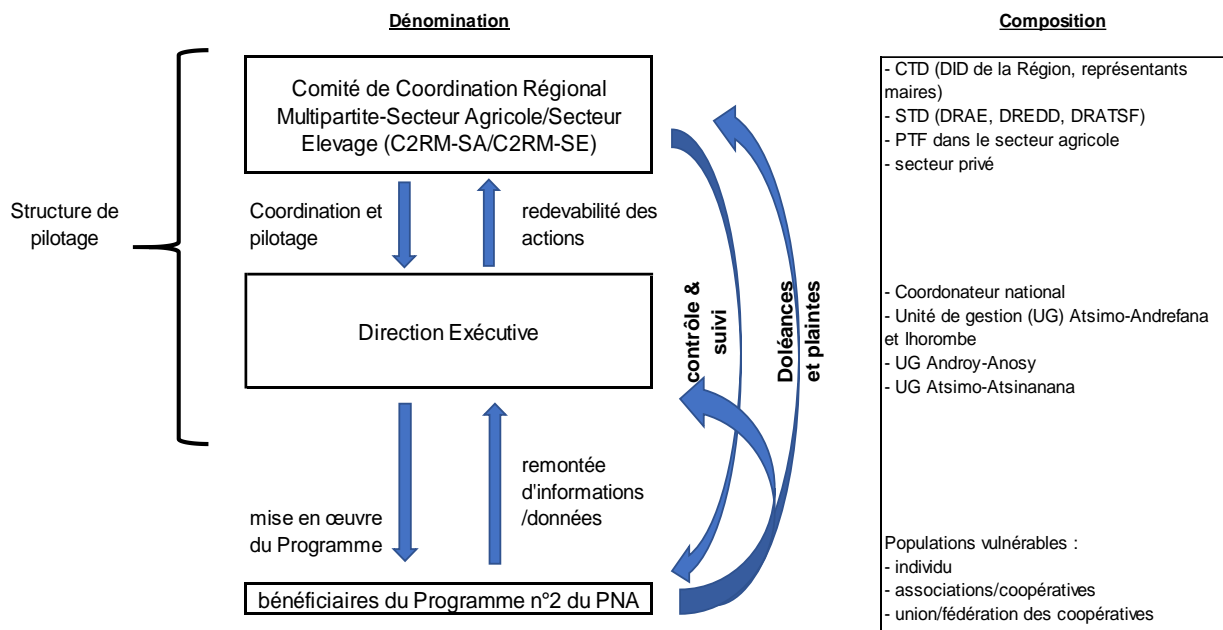 Dénomination
Composition
Comité de Coordination Régional
Multipartite-Secteur Agricole/Secteur
Elevage (C2RM-SA/C2RM-SE)
- CTD (DID de la Région, représentants
maires)
- STD (DRAE, DREDD, DRATSF)
- PTF dans le secteur agricole
- secteur privé
Structure de
pilotage
Coordination et
pilotage
redevabilité des
actions
Direction Exécutive
contrôle &
suivi
Doléances
et plaintes
- Coordonateur national
- Unité de gestion (UG) Atsimo-Andrefana
et Ihorombe
- UG Androy-Anosy
- UG Atsimo-Atsinanana
mise en œuvre
du Programme
remontée
d'informations
/données
bénéficiaires du Programme n°2 du PNA
Populations vulnérables :
- individu
- associations/coopératives
- union/fédération des coopératives